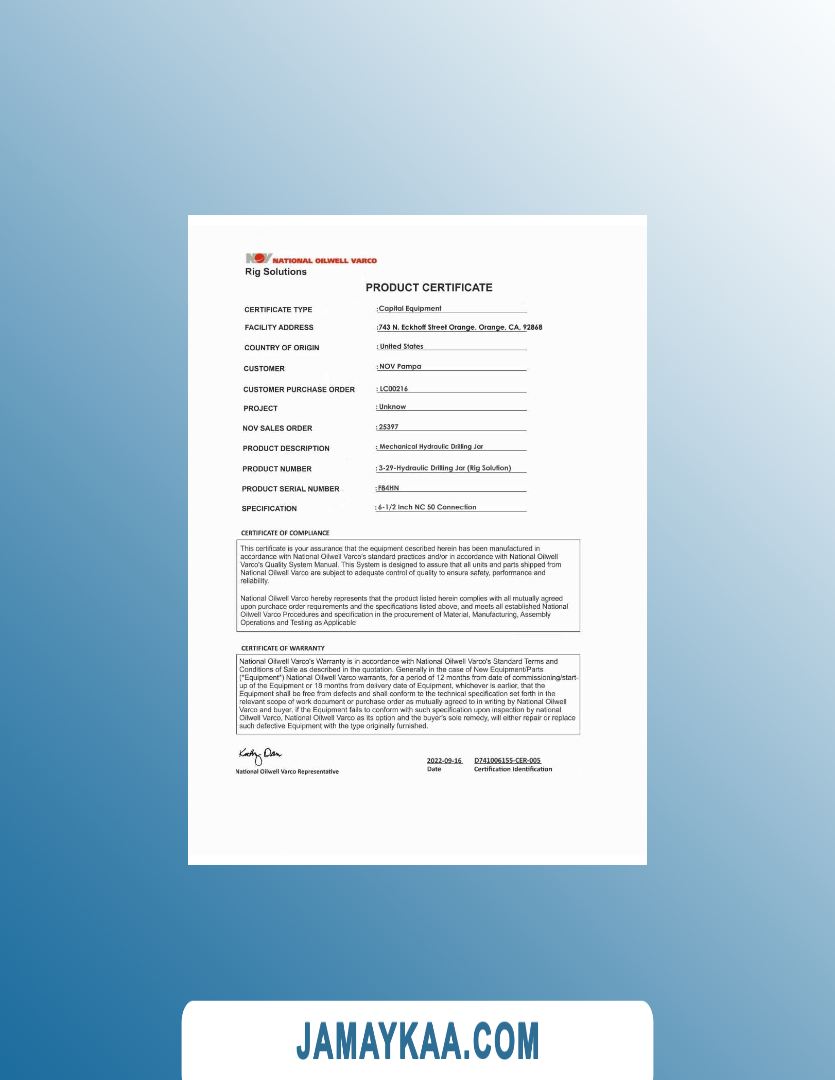 NOV NATIONAL OILWELL VARCO
Rig Solutions
PRODUCT CERTIFICATE
CERTIFICATE TYPE : Capital Equipment
FACILITY ADDRESS :743 N. Eckhoff Street Orange, Orange, CA, 92868
COUNTRY OF ORIGIN : United States
CUSTOMER : NOV Pampa
CUSTOMER PURCHASE ORDER : LC00216
PROJECT : Unknow
NOV SALES ORDER : 25397
PRODUCT DESCRIPTION : Mechanical Hydraulic Drilling Jar
PRODUCT NUMBER : 3-29-Hydraulic Drilling Jar (Rig Solution)
PRODUCT SERIAL NUMBER :F84HN
SPECIFICATION : 6-1/2 Inch NC 50 Connection
CERTIFICATE OF COMPLIANCE
This certificate is your assurance that the equipment described herein has been manufactured in
accordance with National Oilwell Varco's standard practices and/or in accordance with National Oilwell
Varco's Quality System Manual. This System is designed to assure that all units and parts shipped from
National Oilwell Varco are subject to adequate control of quality to ensure safety, performance and
reliability.
National Oilwell Varco hereby represents that the product listed herein complies with all mutually agreed
upon purchase order requirements and the specifications listed above, and meets all established National
Oilwell Varco Procedures and specification in the procurement of Material, Manufacturing, Assembly
Operations and Testing as Applicable
CERTIFICATE OF WARRANTY
National Oilwell Varco's Warranty is in accordance with National Oilwell Varco's Standard Terms and
Conditions of Sale as described in the quotation. Generally in the case of New Equipment/Parts
("Equipment") National Oilwell Varco warrants, for a period of 12 months from date of commissioning/start-
up of the Equipment or 18 months from delivery date of Equipment, whichever is earlier, that the
Equipment shall be free from defects and shall conform to the technical specification set forth in the
relevant scope of work document or purchase order as mutually agreed to in writing by National Oilwell
Varco and buyer, if the Equipment fails to conform with such specification upon inspection by national
Oilwell Varco, National Oilwell Varco as its option and the buyer's sole remedy, will either repair or replace
such defective Equipment with the type originally furnished.
2022-09-16 D741006155-CER-005
National Oilwell Varco Representative Date Certification Identification
JAMAYKAA.COM